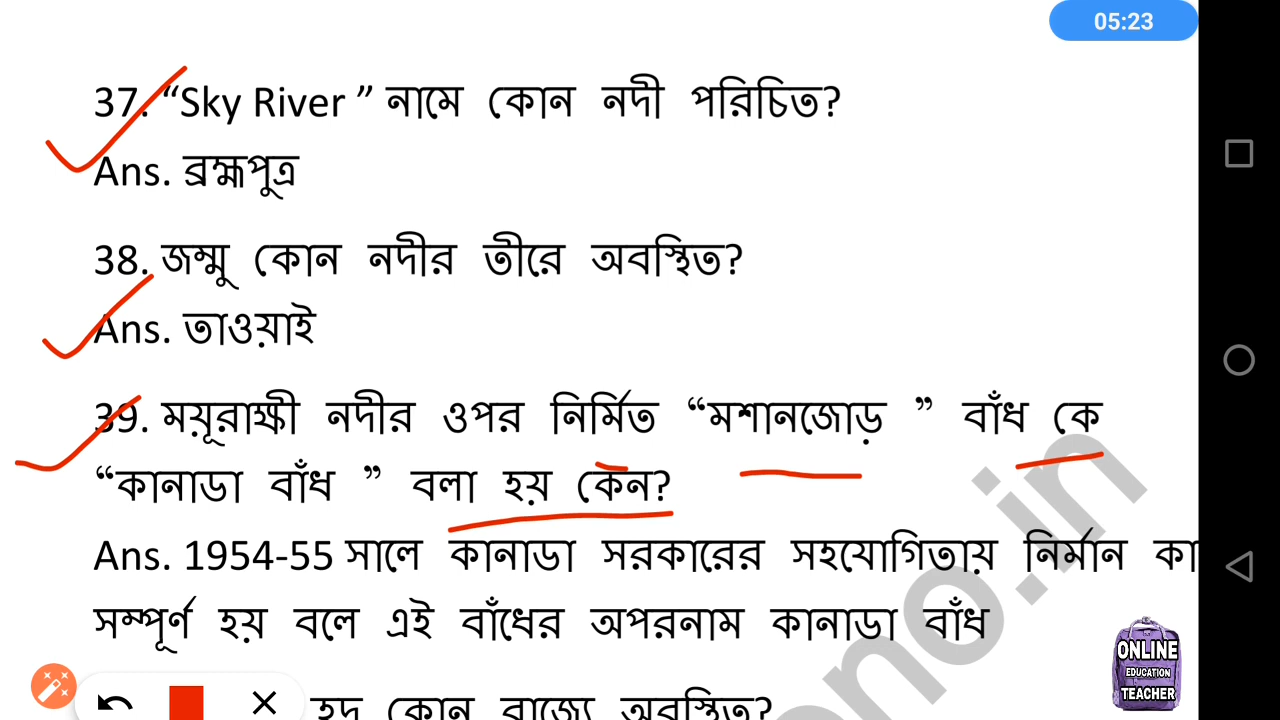 05:23
37. “Sky River ” নামে কোন নদী পরিচিত?
Ans. ব্রহ্মপুত্র
38. জম্মু কোন নদীর তীরে অবস্থিত?
Ans. তাওয়াই
39. ময়ূরাক্ষী নদীর ওপর নির্মিত “মশানজোড় ” বাঁধ কে
“কানাডা বাঁধ ” বলা হয় কেন?
Ans. 1954-55 সালে কানাডা সরকারের সহযোগিতায় নির্মান কা
সম্পূর্ণ হয় বলে এই বাঁধের অপরনাম কানাডা বাঁধ
হ্রদ কোন রাজ্যে অবস্থিত?
no.in
ONLINE
EDUCATION
TEACHER